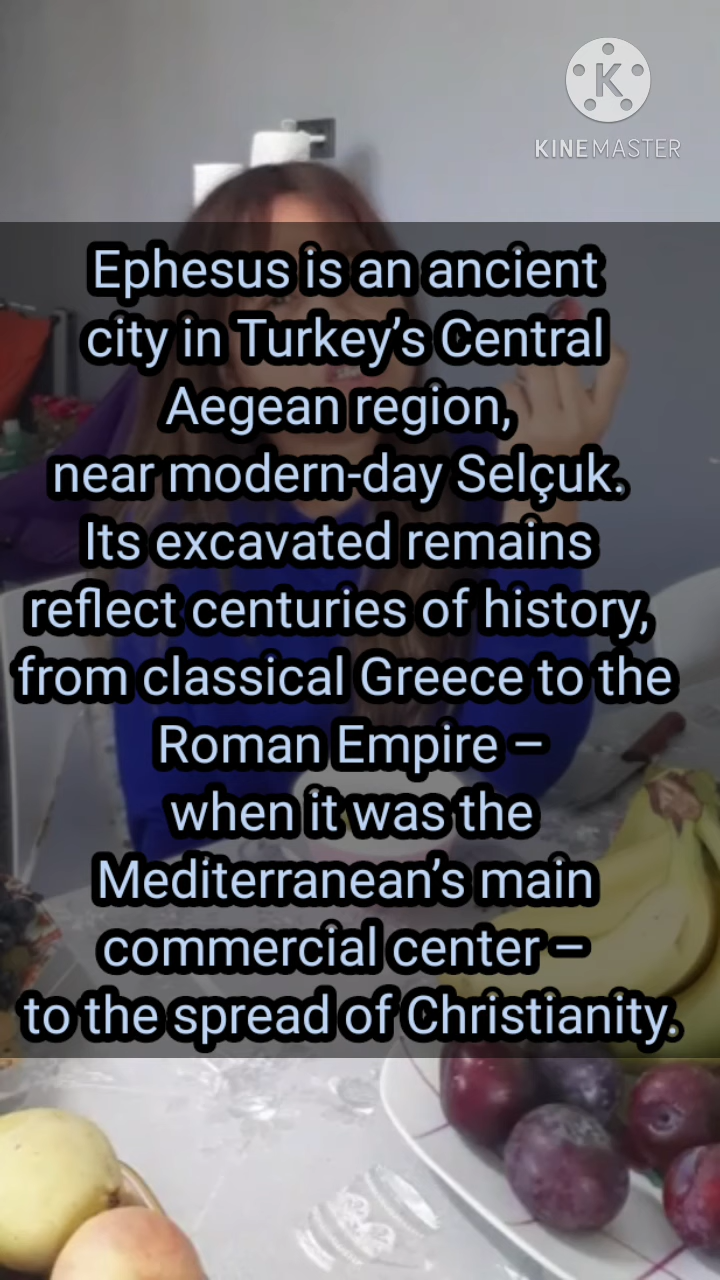 KINEMASTER
Ephesus is an ancient
city in Turkey’s Central
Aegean region,
near modern-day Selçuk.
Its excavated remains
reflect centuries of history,
from classical Greece to the
Roman Empire –
when it was the
Mediterranean’s main
commercial center –
to the spread of Christianity.